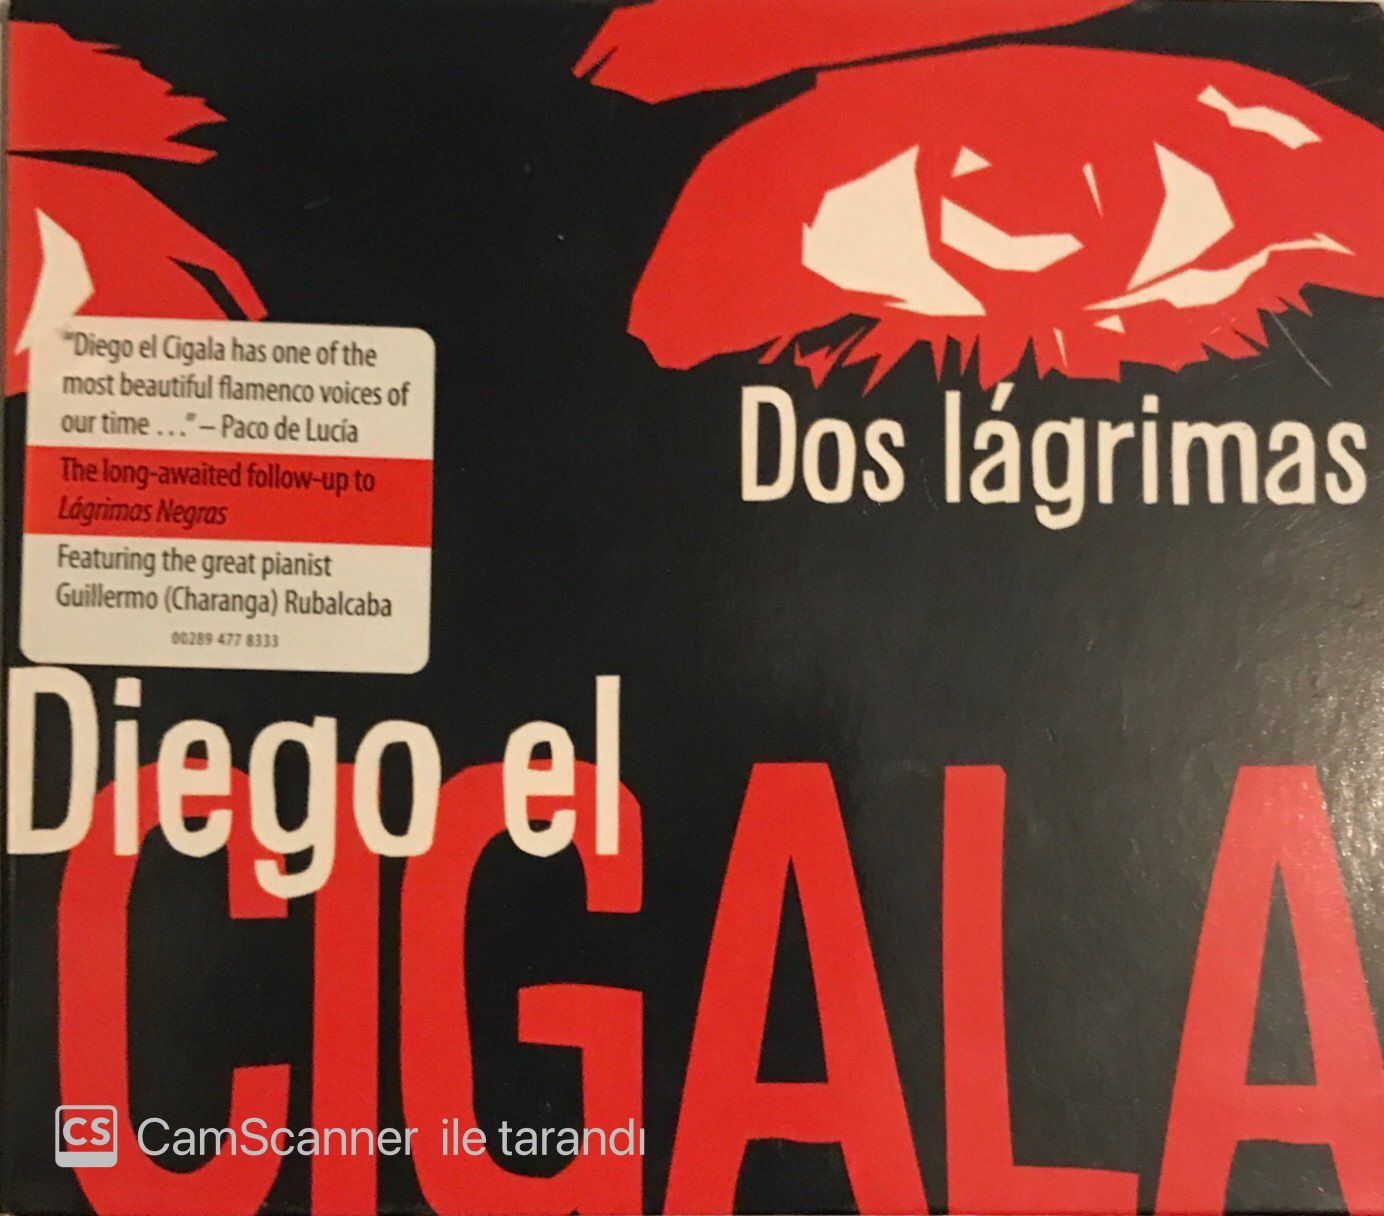 Dos lágrimas
"Diego el Cigala has one of the
most beautiful flamenco voices of
our time ..." – Paco de Lucía
The long-awaited follow-up to
Lágrimas Negras
Featuring the great pianist
Guillermo (Charanga) Rubalcaba
00289 477 8333
Diego el
CIGALA
CS CamScanner ile tarandı